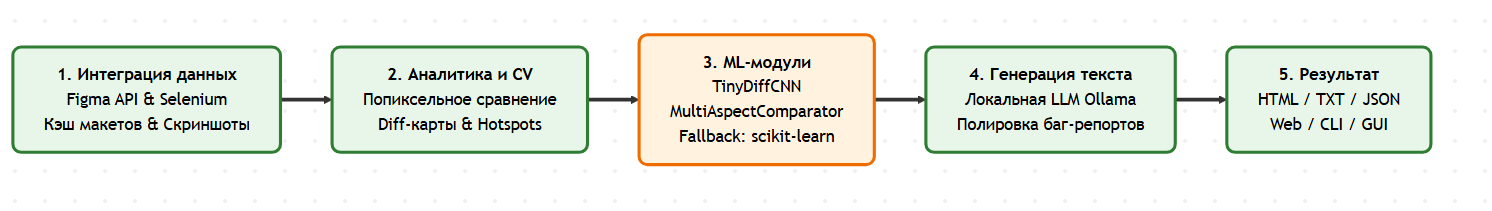 1. Интеграция данных
Figma API & Selenium
Кэш макетов & Скриншоты
2. Аналитика и CV
Попиксельное сравнение
Diff-карты & Hotspots
3. ML-модули
TinyDiffCNN
MultiAspectComparator
Fallback: scikit-learn
4. Генерация текста
Локальная LLM Ollama
Полировка баг-репортов
5. Результат
HTML / TXT / JSON
Web / CLI / GUI